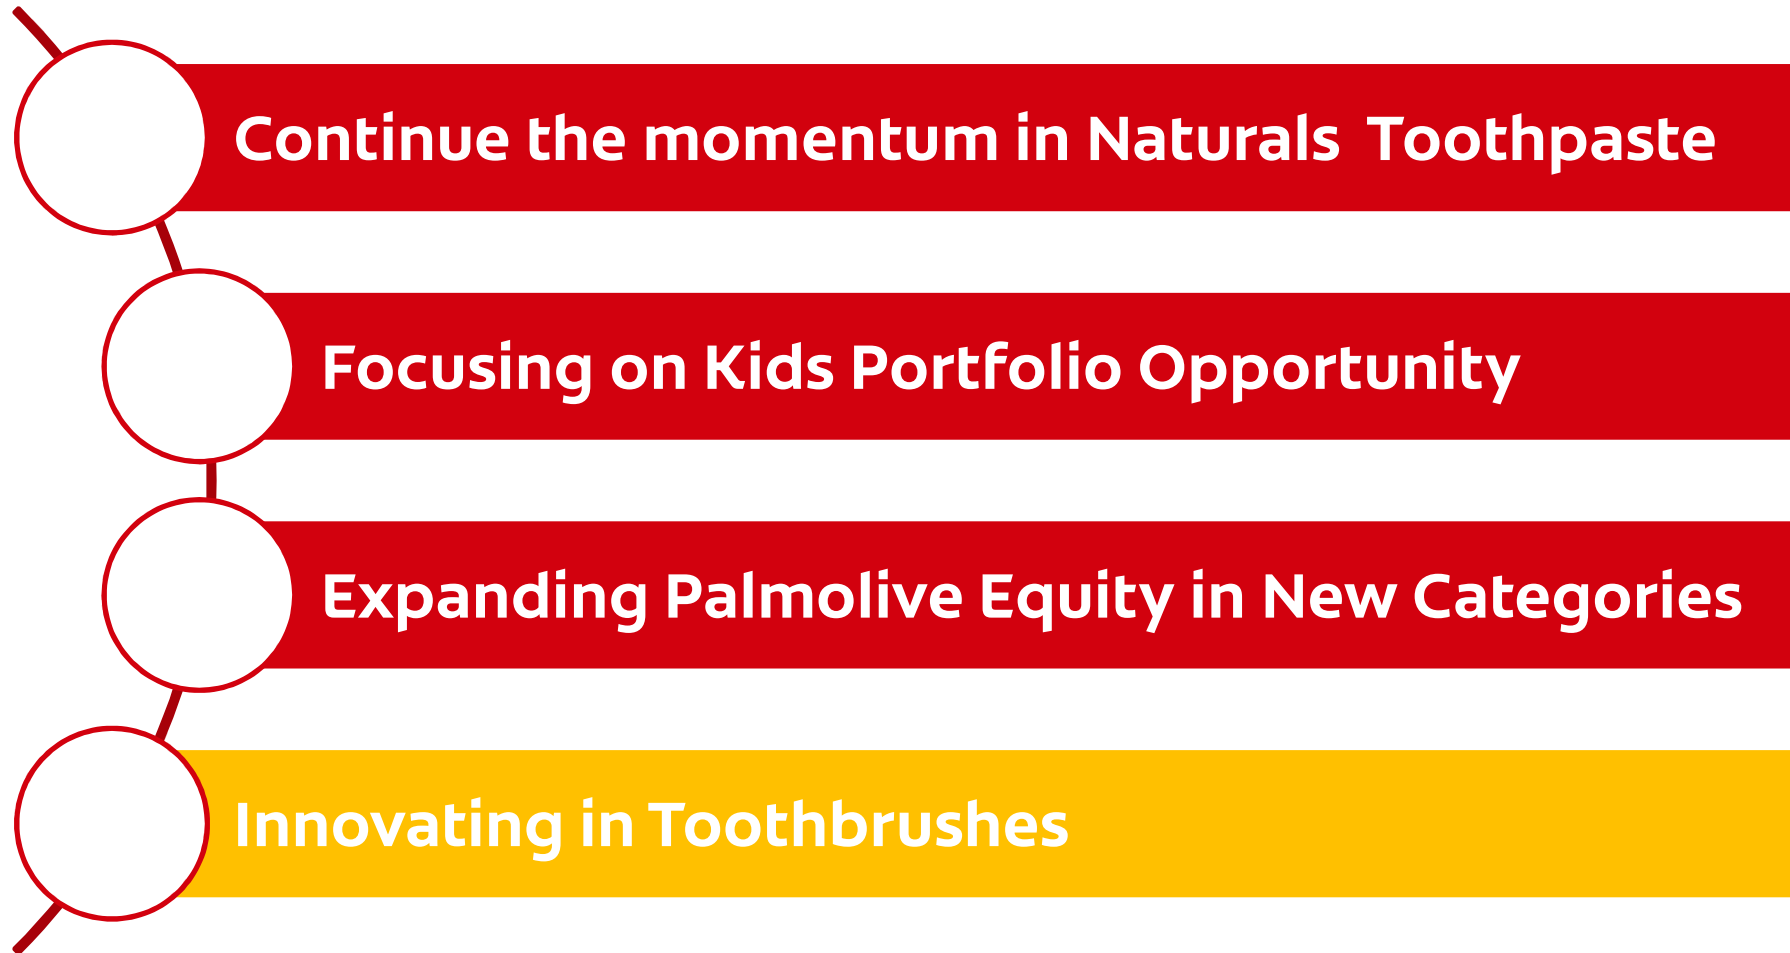 Continue the momentum in Naturals  Toothpaste
Focusing on Kids Portfolio Opportunity
Expanding Palmolive Equity in New Categories
Innovating in Toothbrushes